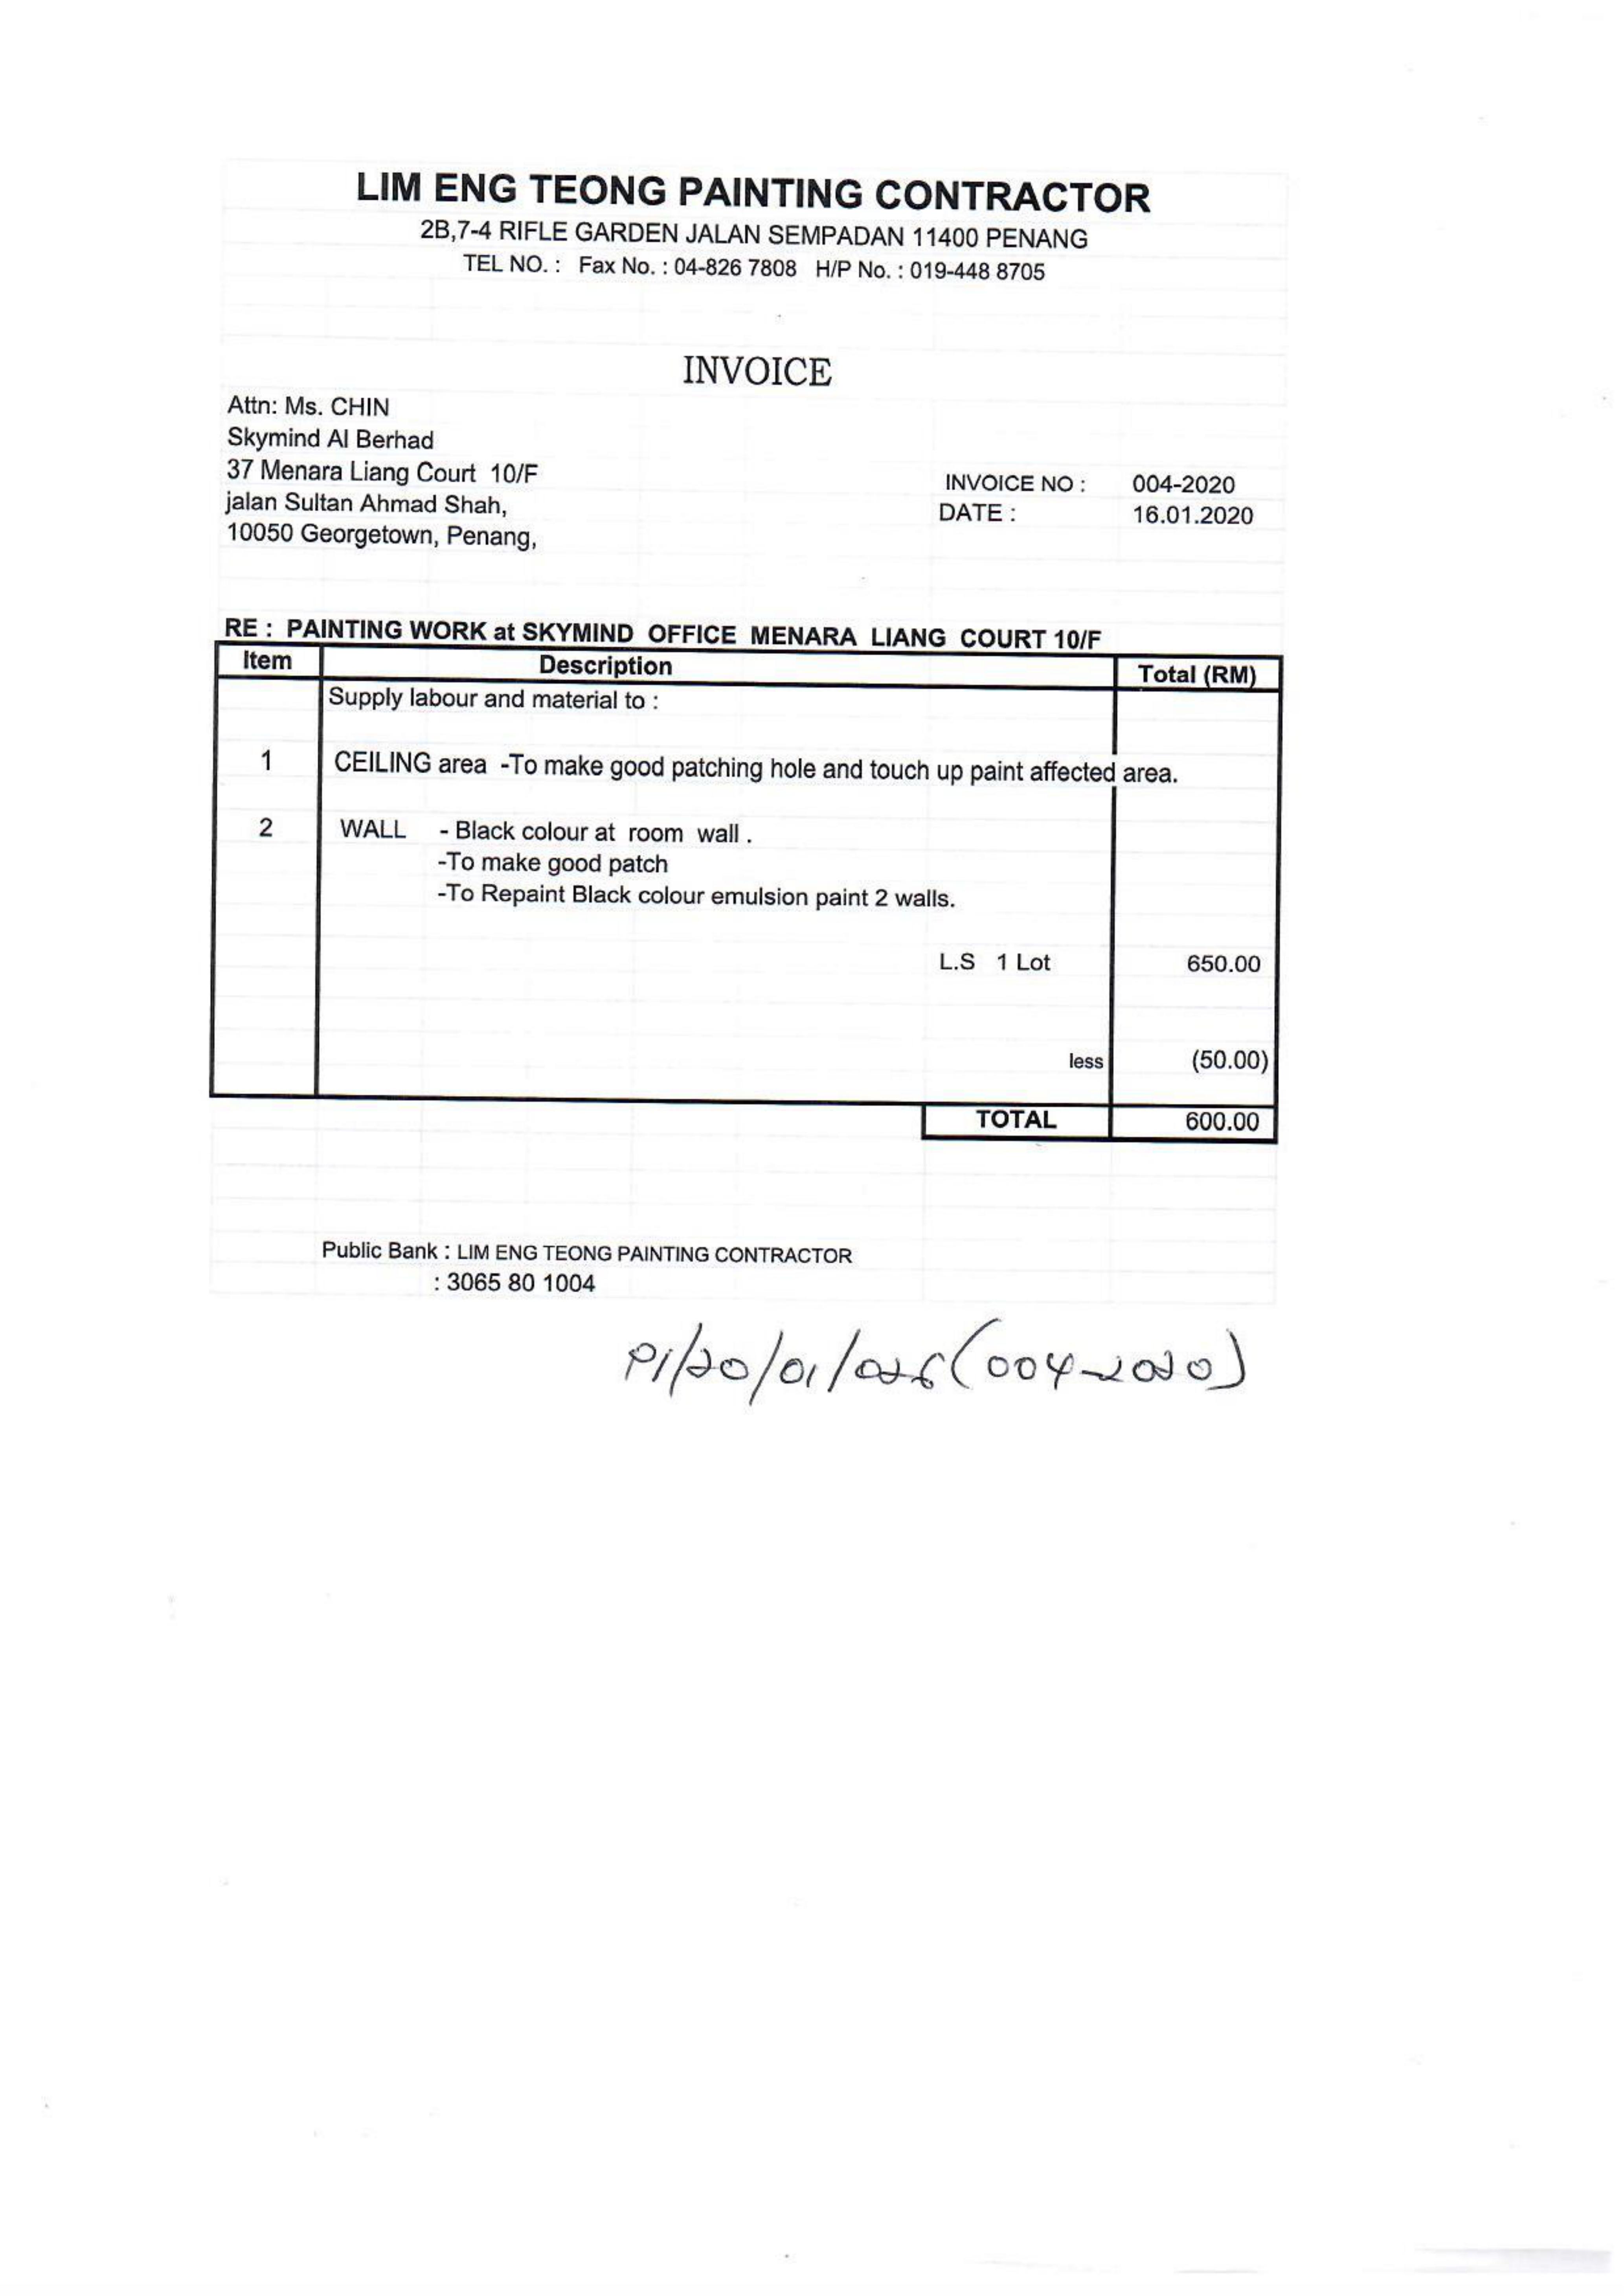 LIM ENG TEONG PAINTING CONTRACTOR
2B,7-4 RIFLE GARDEN JALAN SEMPADAN 11400 PENANG
TEL NO. : Fax No. : 04-826 7808 H/P No. : 019-448 8705
INVOICE
Attn: Ms. CHIN
Skymind AI Berhad
37 Menara Liang Court 10/F
jalan Sultan Ahmad Shah,
10050 Georgetown, Penang,
INVOICE NO : 004-2020
DATE : 16.01.2020
RE : PAINTING WORK at SKYMIND OFFICE MENARA LIANG COURT 10/F
Item Description Total (RM)
Supply labour and material to :
1 CEILING area -To make good patching hole and touch up paint affected area.
2 WALL - Black colour at room wall .
-To make good patch
-To Repaint Black colour emulsion paint 2 walls.
L.S 1 Lot 650.00
less (50.00)
TOTAL 600.00
Public Bank : LIM ENG TEONG PAINTING CONTRACTOR
: 3065 80 1004
PI/20/01/026(004-2020)